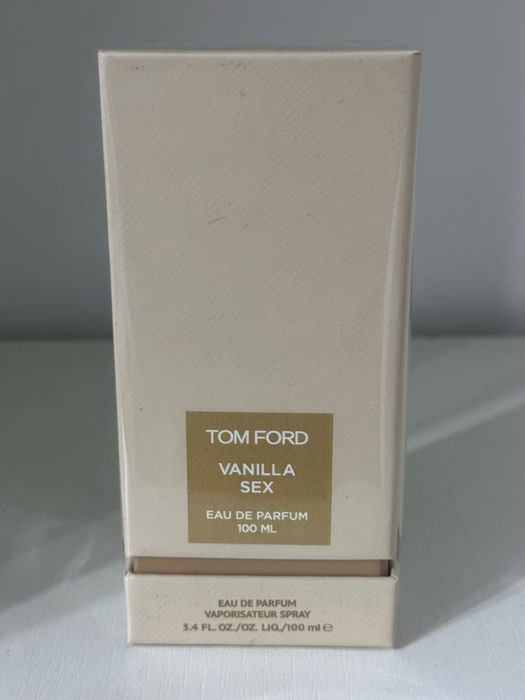 TOM FORD
VANILLA
SEX
EAU DE PARFUM
100 ML
EAU DE PARFUM
VAPORISATEUR SPRAY
3.4 FL. OZ./OZ. LIQ./100 ml ℮